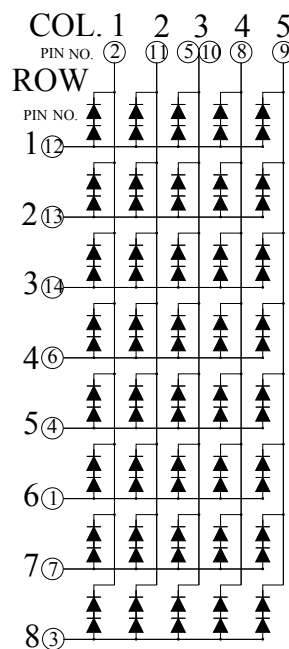 COL. 1 2 3 4 5
PIN NO. ② ⑪ ⑤ ⑩ ⑧ ⑨
ROW
PIN NO.
1 ⑫
2 ⑬
3 ⑭
4 ⑥
5 ④
6 ①
7 ⑦
8 ③